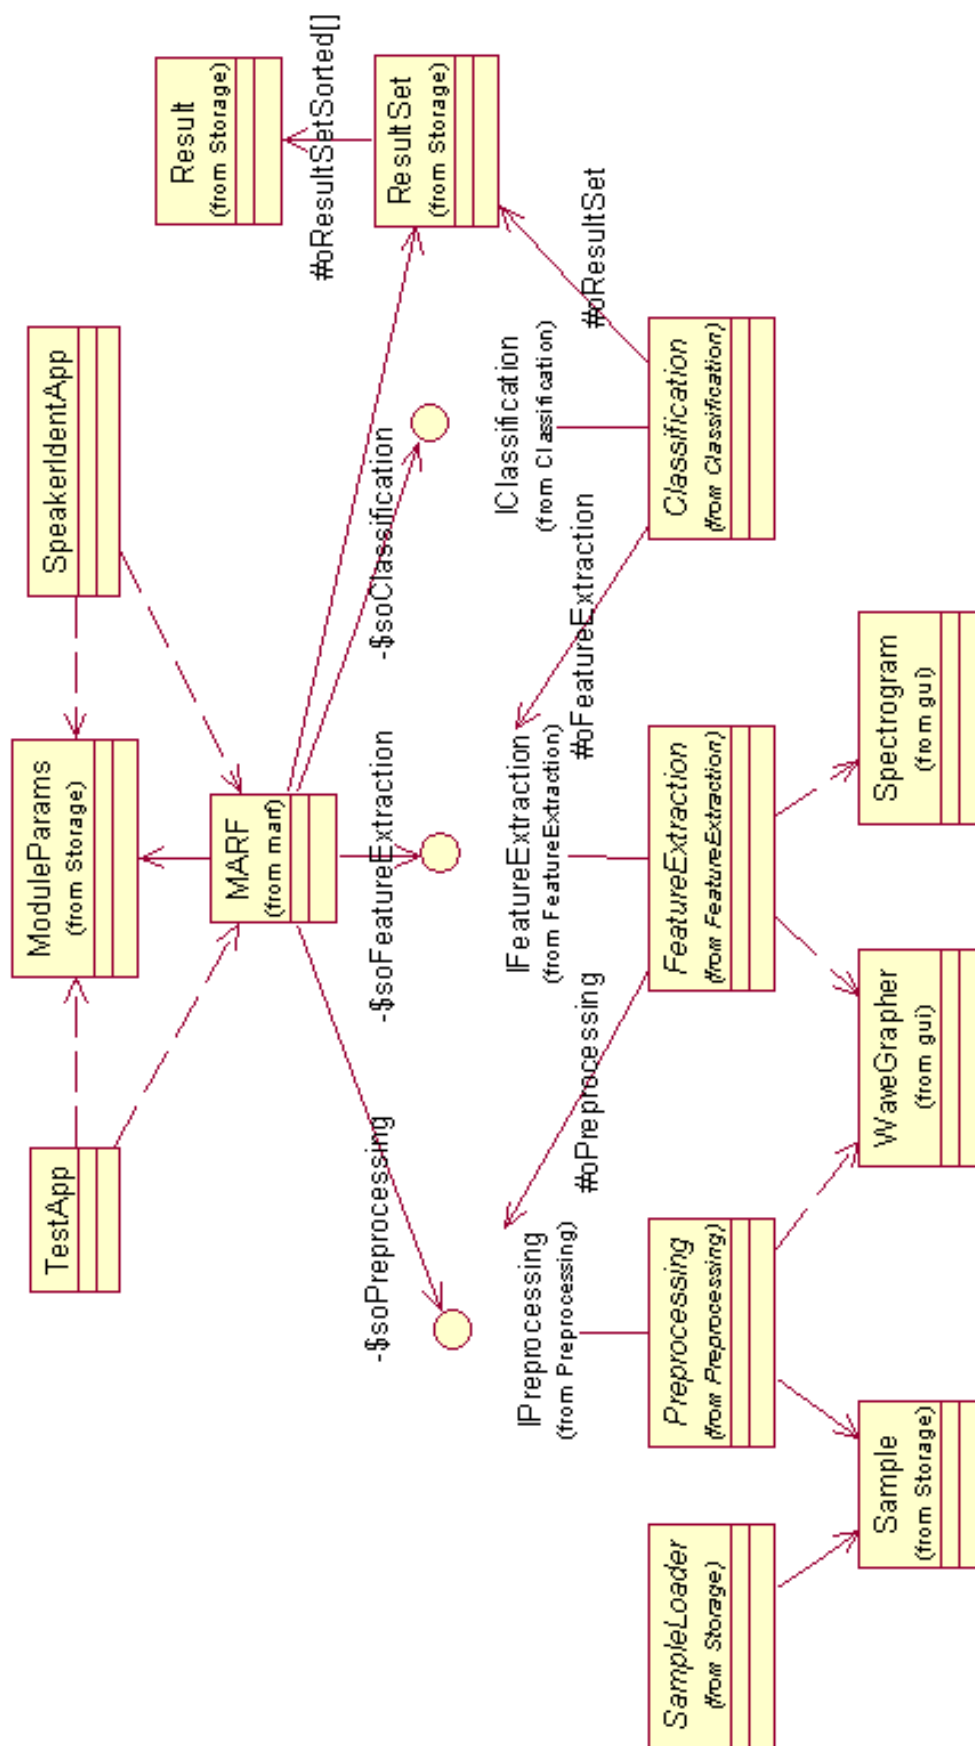 TestApp
ModuleParams
(from Storage)
SpeakerIdentApp
Result
(from Storage)
MARF
(from marf)
#oResultSetSorted[]
-$soPreprocessing
-$soFeatureExtraction
-$soClassification
ResultSet
(from Storage)
IPreprocessing
(from Preprocessing)
IFeatureExtraction
(from FeatureExtraction)
IClassification
(from Classification)
#oPreprocessing
#oFeatureExtraction
#oResultSet
SampleLoader
(from Storage)
Preprocessing
(from Preprocessing)
FeatureExtraction
(from FeatureExtraction)
Classification
(from Classification)
Sample
(from Storage)
WaveGrapher
(from gui)
Spectrogram
(from gui)